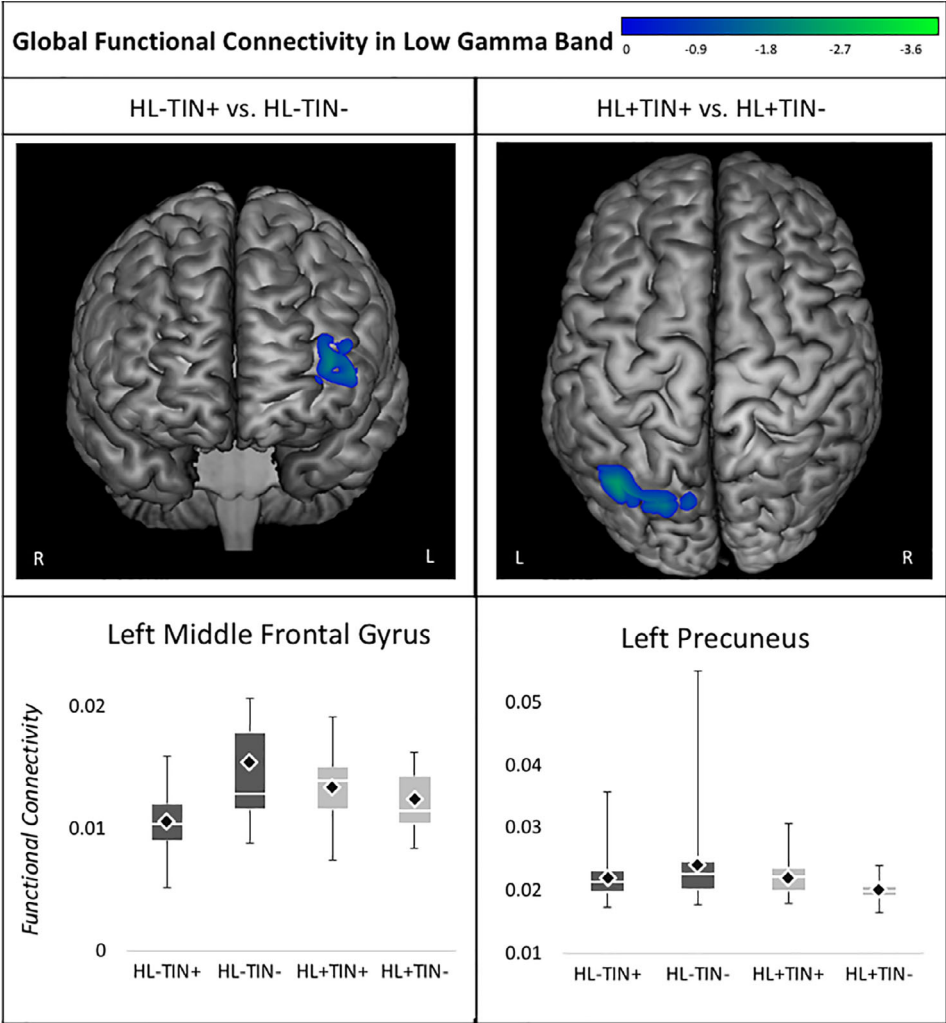 Global Functional Connectivity in Low Gamma Band
0 -0.9 -1.8 -2.7 -3.6
HL-TIN+ vs. HL-TIN-
HL+TIN+ vs. HL+TIN-
R L
L R
Left Middle Frontal Gyrus
Functional Connectivity
0.02
0.01
0
HL-TIN+ HL-TIN- HL+TIN+ HL+TIN-
Left Precuneus
0.05
0.04
0.03
0.02
0.01
HL-TIN+ HL-TIN- HL+TIN+ HL+TIN-